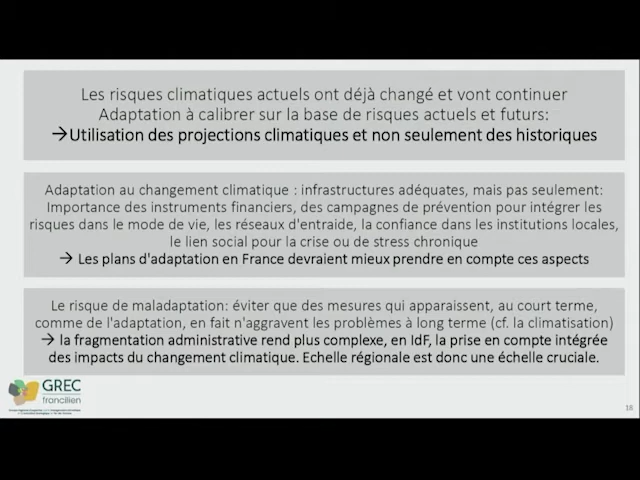 Les risques climatiques actuels ont déjà changé et vont continuer
Adaptation à calibrer sur la base de risques actuels et futurs:
→Utilisation des projections climatiques et non seulement des historiques
Adaptation au changement climatique : infrastructures adéquates, mais pas seulement:
Importance des instruments financiers, des campagnes de prévention pour intégrer les
risques dans le mode de vie, les réseaux d'entraide, la confiance dans les institutions locales,
le lien social pour la crise ou de stress chronique
→ Les plans d'adaptation en France devraient mieux prendre en compte ces aspects
Le risque de maladaptation: éviter que des mesures qui apparaissent, au court terme,
comme de l'adaptation, en fait n'aggravent les problèmes à long terme (cf. la climatisation)
→ la fragmentation administrative rend plus complexe, en IdF, la prise en compte intégrée
des impacts du changement climatique. Echelle régionale est donc une échelle cruciale.
GREC
francilien
18